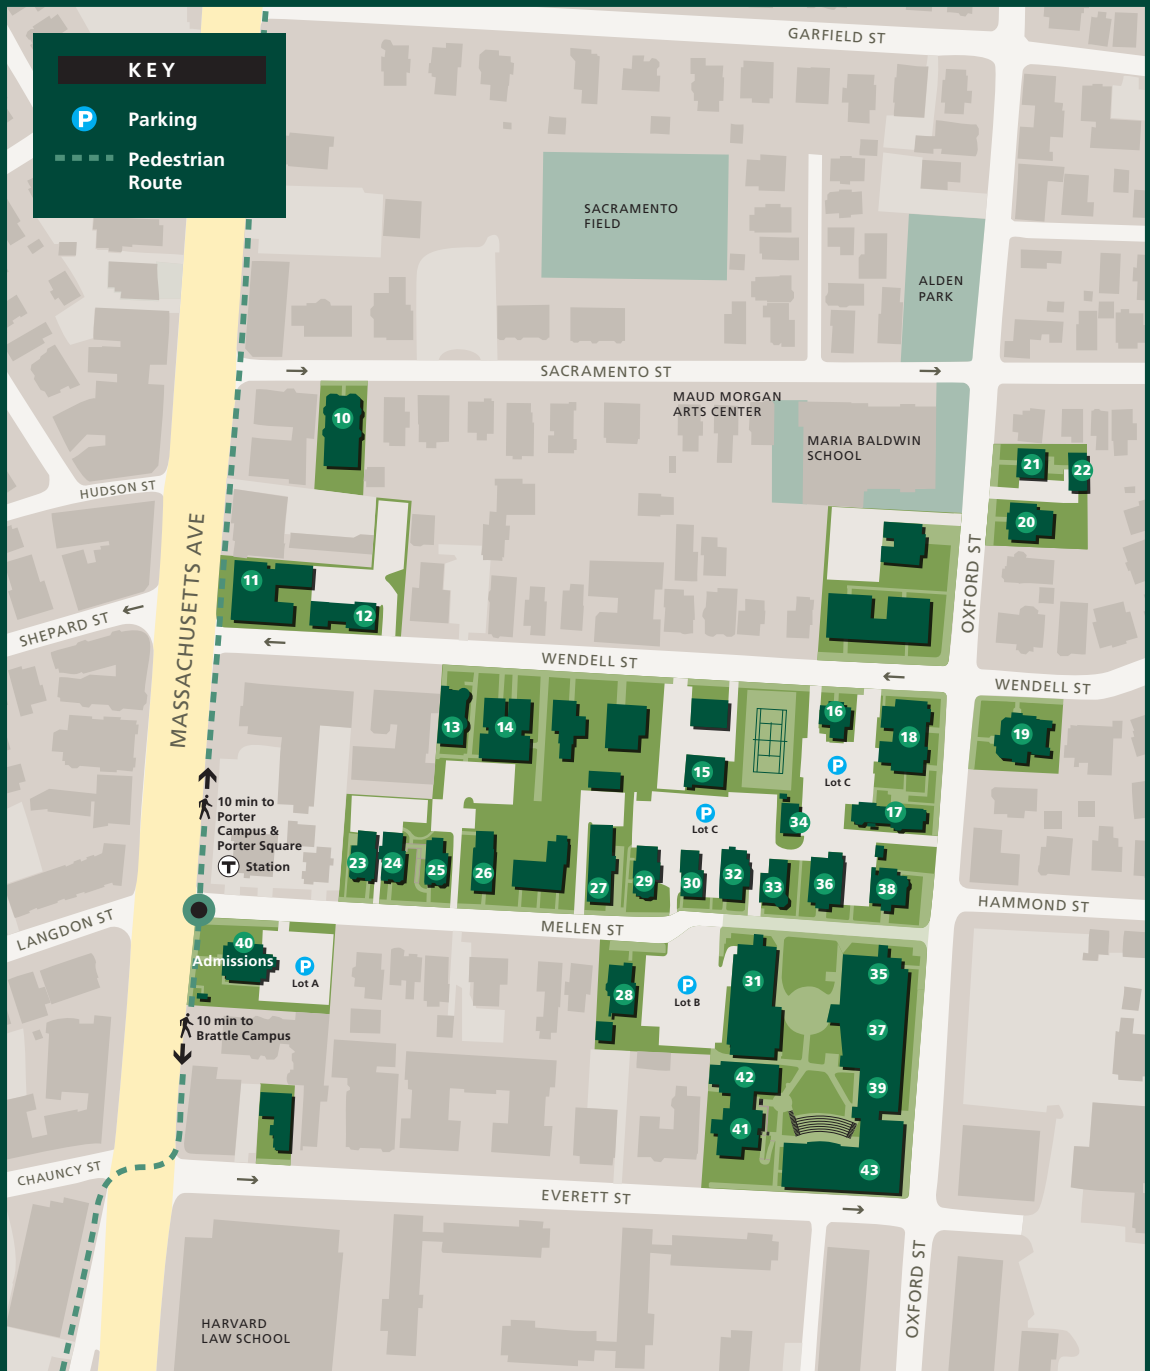 KEY
P Parking
Pedestrian
Route
GARFIELD ST
SACRAMENTO
FIELD
ALDEN
PARK
SACRAMENTO ST
MAUD MORGAN
ARTS CENTER
MARIA BALDWIN
SCHOOL
10
21
22
20
HUDSON ST
MASSACHUSETTS AVE
OXFORD ST
11
12
SHEPARD ST
WENDELL ST
WENDELL ST
13
14
15
16
18
19
P
Lot C
P
Lot C
17
34
10 min to
Porter
Campus &
Porter Square
T Station
23
24
25
26
27
29
30
32
33
36
38
LANGDON ST
HAMMOND ST
MELLEN ST
40
Admissions
P
Lot A
28
P
Lot B
31
35
37
39
10 min to
Brattle Campus
42
41
43
CHAUNCY ST
EVERETT ST
OXFORD ST
HARVARD
LAW SCHOOL